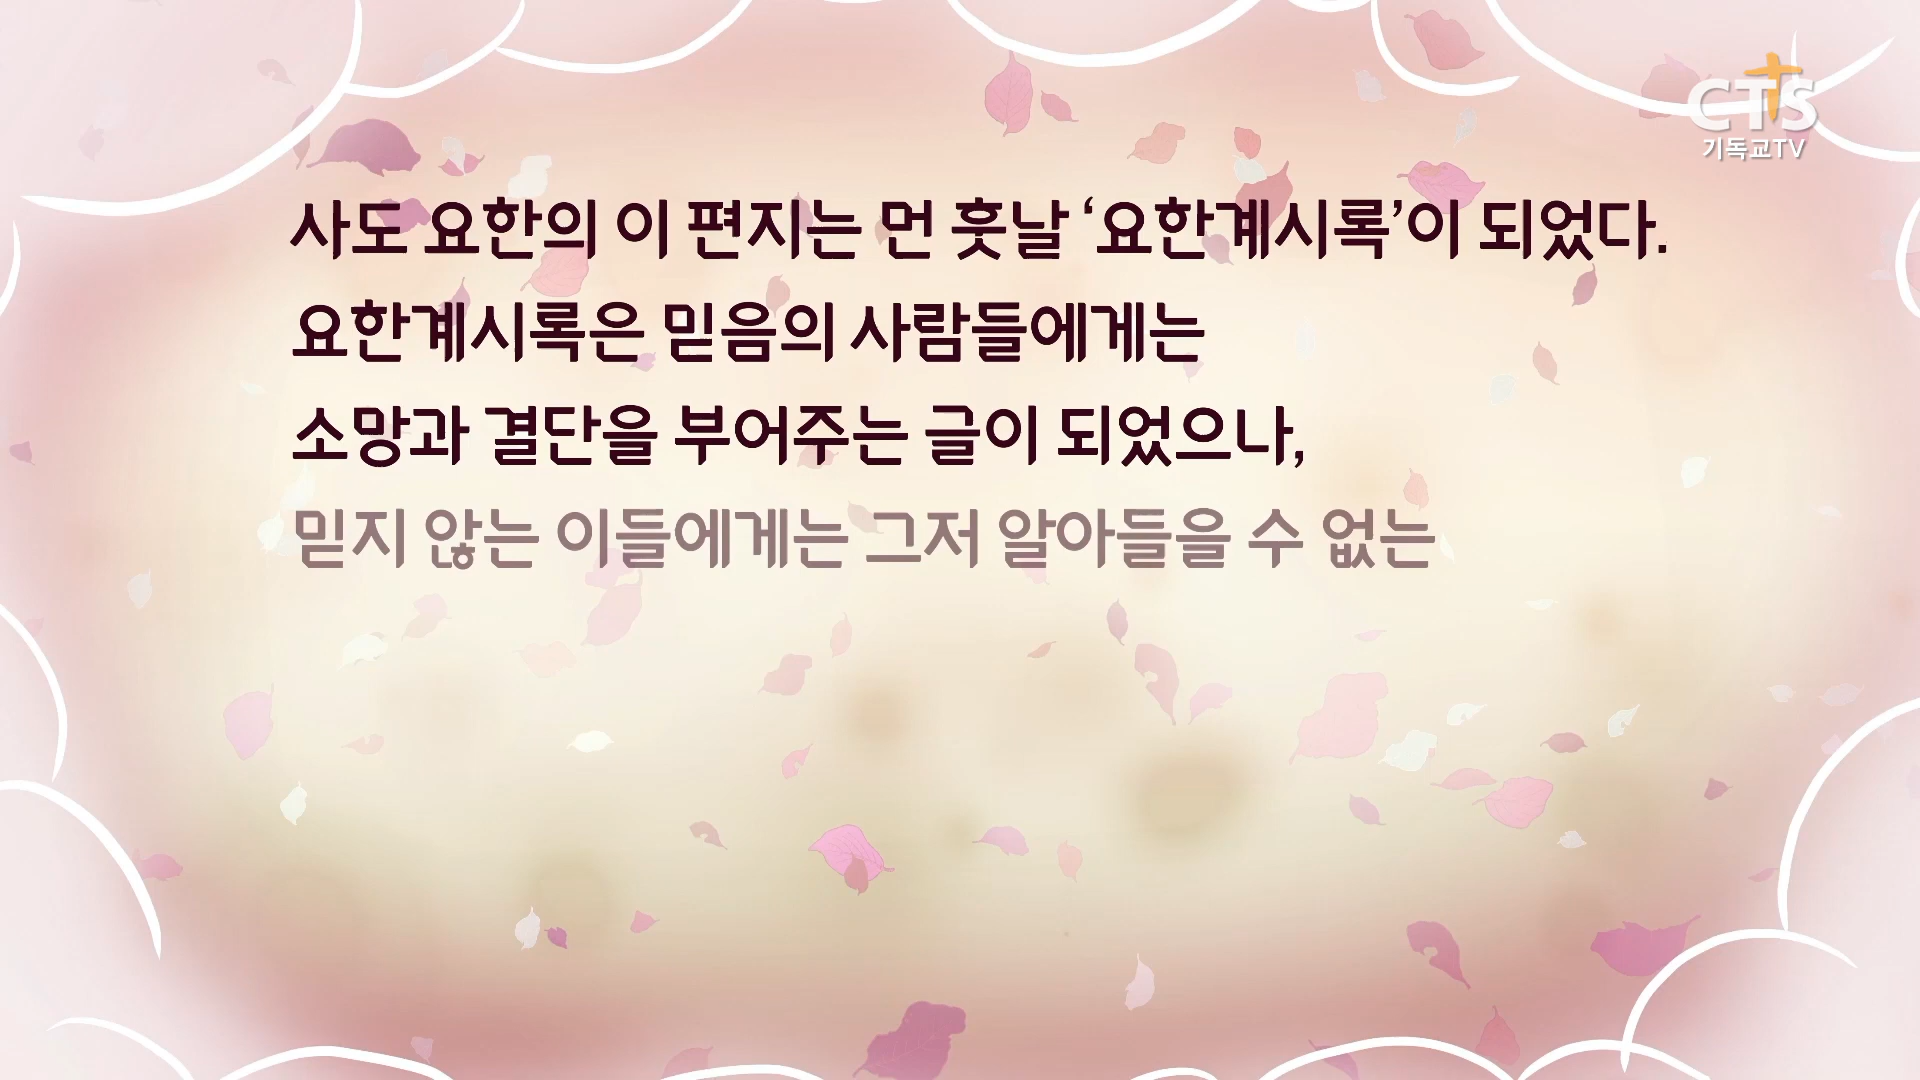 CTS
기독교TV
사도 요한의 이 편지는 먼 훗날 ‘요한계시록’이 되었다.
요한계시록은 믿음의 사람들에게는
소망과 결단을 부어주는 글이 되었으나,
믿지 않는 이들에게는 그저 알아들을 수 없는